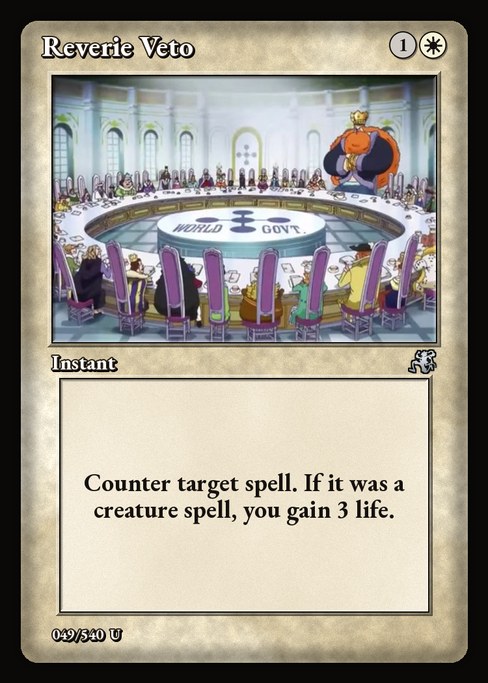 Reverie Veto 1
WORLD GOVT.
Instant
Counter target spell. If it was a
creature spell, you gain 3 life.
049/540 U